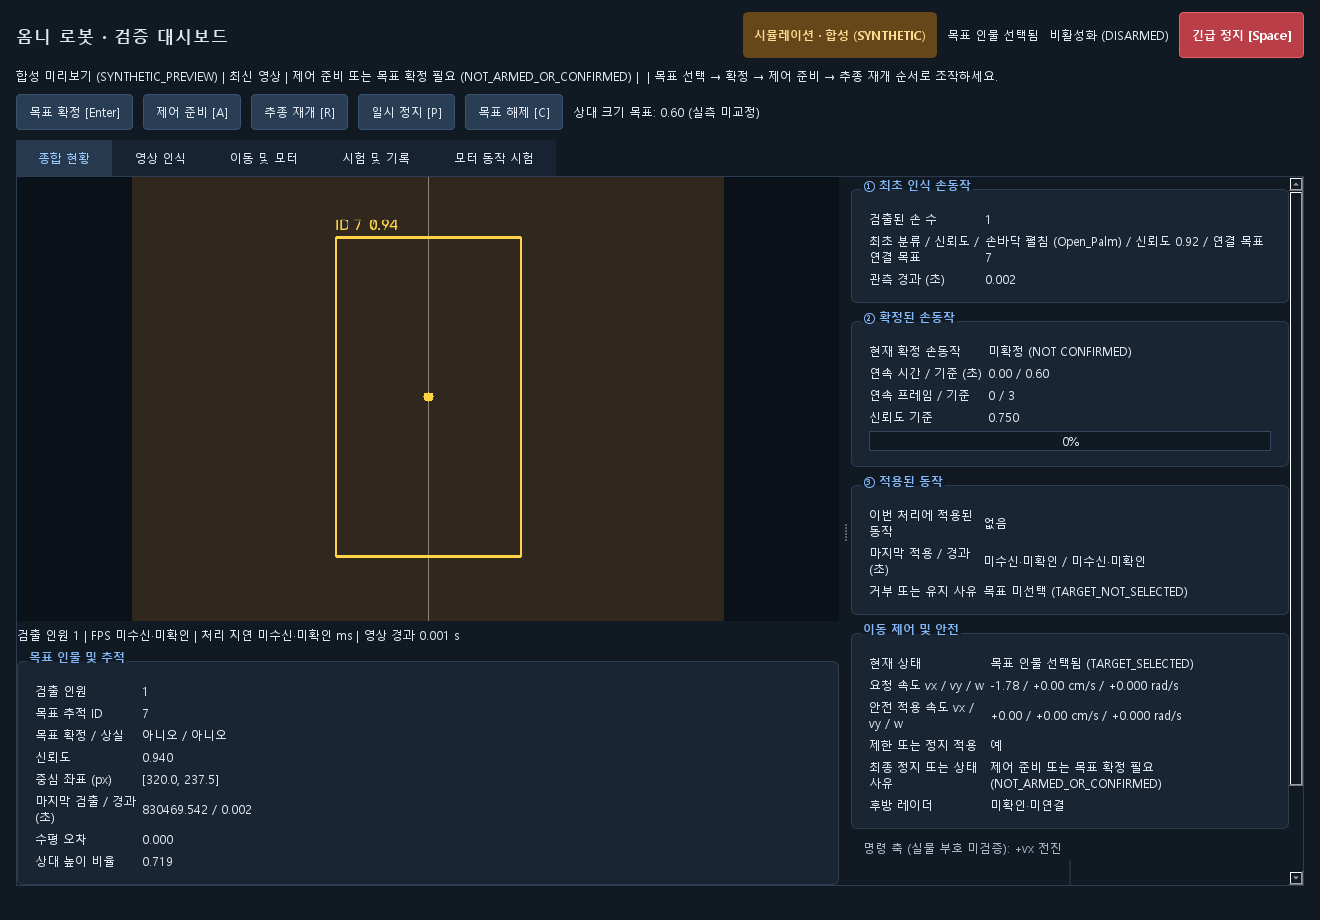 옴니 로봇 · 검증 대시보드
시뮬레이션 · 합성 (SYNTHETIC)
목표 인물 선택됨
비활성화 (DISARMED)
긴급 정지 [Space]
합성 미리보기 (SYNTHETIC_PREVIEW) | 최신 영상 | 제어 준비 또는 목표 확정 필요 (NOT_ARMED_OR_CONFIRMED) | | 목표 선택 → 확정 → 제어 준비 → 추종 재개 순서로 조작하세요.
목표 확정 [Enter]
제어 준비 [A]
추종 재개 [R]
일시 정지 [P]
목표 해제 [C]
상대 크기 목표: 0.60 (실측 미교정)
종합 현황
영상 인식
이동 및 모터
시험 및 기록
모터 동작 시험
ID 7 0.94
검출 인원 1 | FPS 미수신·미확인 | 처리 지연 미수신·미확인 ms | 영상 경과 0.001 s
목표 인물 및 추적
검출 인원 1
목표 추적 ID 7
목표 확정 / 상실 아니오 / 아니오
신뢰도 0.940
중심 좌표 (px) [320.0, 237.5]
마지막 검출 / 경과 (초) 830469.542 / 0.002
수평 오차 0.000
상대 높이 비율 0.719
① 최초 인식 손동작
검출된 손 수 1
최초 분류 / 신뢰도 / 연결 목표 손바닥 펼침 (Open_Palm) / 신뢰도 0.92 / 연결 목표 7
관측 경과 (초) 0.002
② 확정된 손동작
현재 확정 손동작 미확정 (NOT CONFIRMED)
연속 시간 / 기준 (초) 0.00 / 0.60
연속 프레임 / 기준 0 / 3
신뢰도 기준 0.750
0%
③ 적용된 동작
이번 처리에 적용된 동작 없음
마지막 적용 / 경과 (초) 미수신·미확인 / 미수신·미확인
거부 또는 유지 사유 목표 미선택 (TARGET_NOT_SELECTED)
이동 제어 및 안전
현재 상태 목표 인물 선택됨 (TARGET_SELECTED)
요청 속도 vx / vy / w -1.78 / +0.00 cm/s / +0.000 rad/s
안전 적용 속도 vx / vy / w +0.00 / +0.00 cm/s / +0.000 rad/s
제한 또는 정지 적용 예
최종 정지 또는 상태 사유 제어 준비 또는 목표 확정 필요 (NOT_ARMED_OR_CONFIRMED)
후방 레이더 미확인·미연결
명령 축 (실물 부호 미검증): +vx 전진